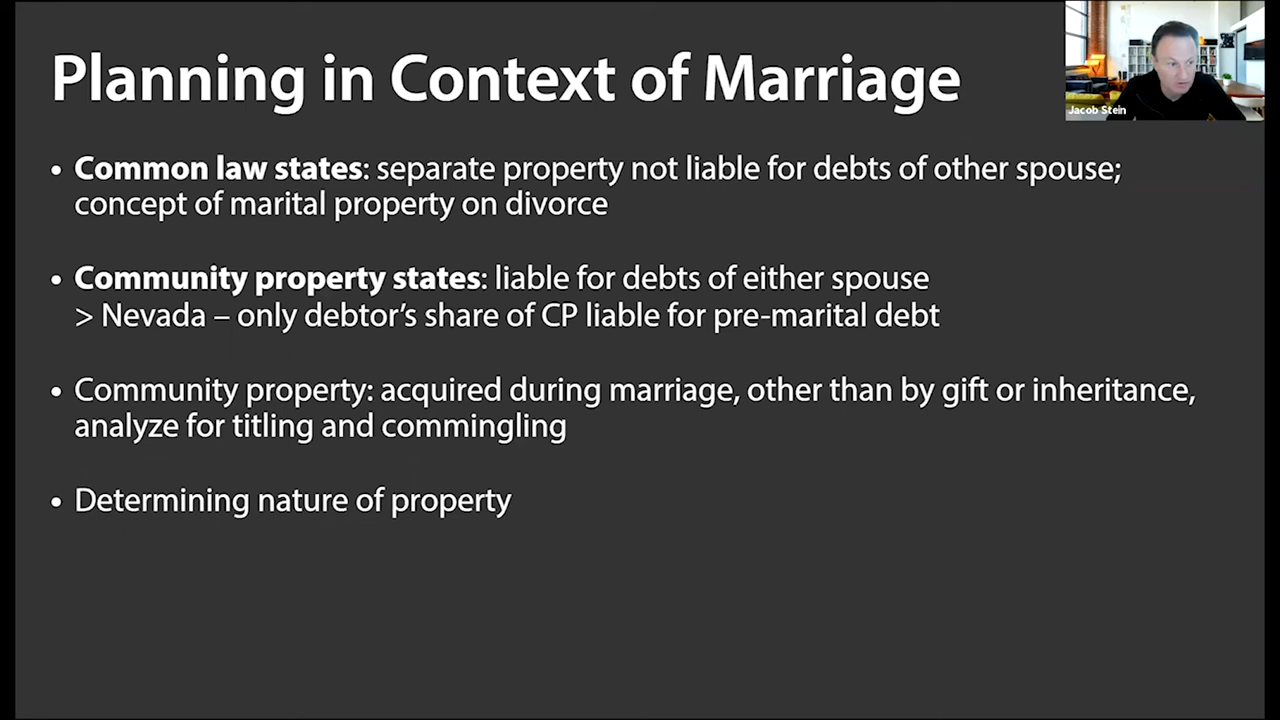 Planning in Context of Marriage
Jacob Stein
• Common law states: separate property not liable for debts of other spouse;
concept of marital property on divorce
• Community property states: liable for debts of either spouse
> Nevada – only debtor’s share of CP liable for pre-marital debt
• Community property: acquired during marriage, other than by gift or inheritance,
analyze for titling and commingling
• Determining nature of property